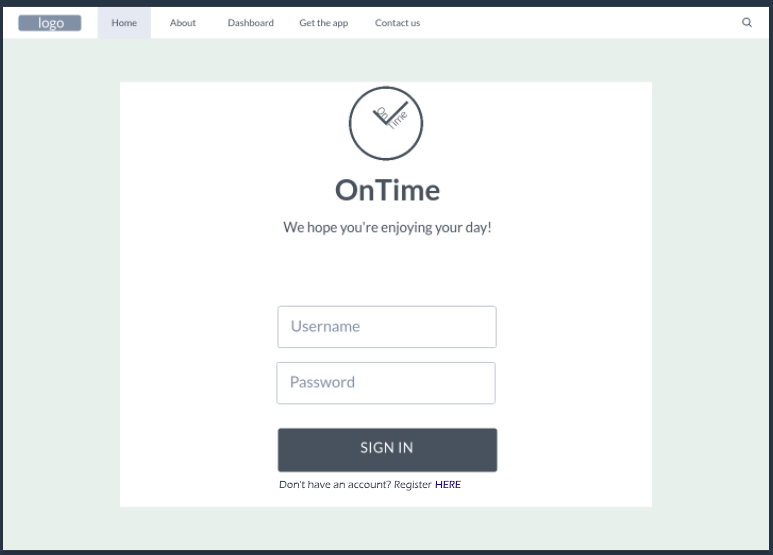 logo
Home About Dashboard Get the app Contact us
On
Time
OnTime
We hope you're enjoying your day!
Username
Password
SIGN IN
Don't have an account? Register HERE